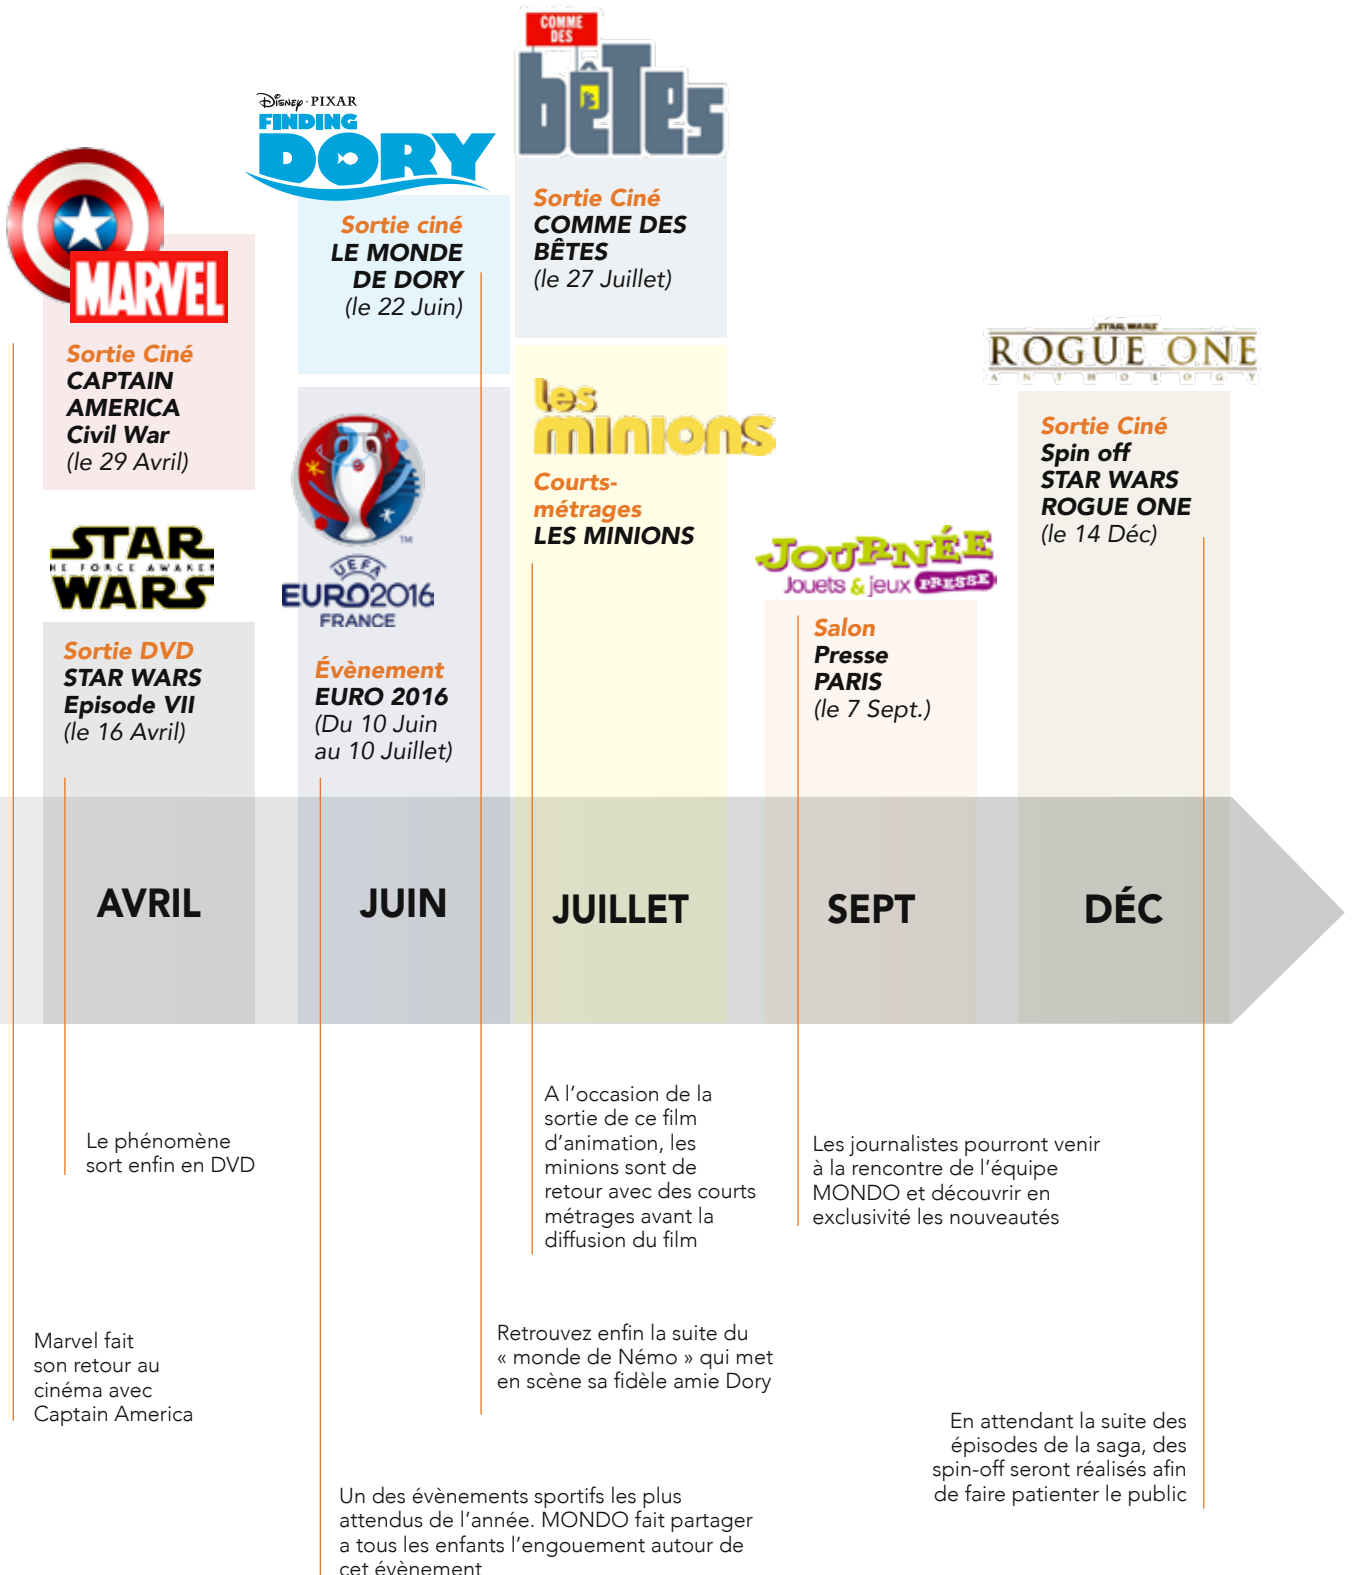 COMME
DES
bêTes
Disney · PIXAR
FINDING
DORY
Sortie Ciné
COMME DES
BÊTES
(le 27 Juillet)
Sortie ciné
LE MONDE
DE DORY
(le 22 Juin)
MARVEL
Sortie Ciné
CAPTAIN
AMERICA
Civil War
(le 29 Avril)
STAR WARS
ROGUE ONE
ANTHOLOGY
Sortie Ciné
Spin off
STAR WARS
ROGUE ONE
(le 14 Déc)
les
minions
Courts-
métrages
LES MINIONS
STAR
HE FORCE AWAKEN
WARS
Sortie DVD
STAR WARS
Episode VII
(le 16 Avril)
TM
UEFA
EURO2016
FRANCE
Évènement
EURO 2016
(Du 10 Juin
au 10 Juillet)
JOURNÉE
Jouets & jeux PRESSE
Salon
Presse
PARIS
(le 7 Sept.)
AVRIL
JUIN
JUILLET
SEPT
DÉC
Le phénomène
sort enfin en DVD
A l'occasion de la
sortie de ce film
d'animation, les
minions sont de
retour avec des courts
métrages avant la
diffusion du film
Les journalistes pourront venir
à la rencontre de l'équipe
MONDO et découvrir en
exclusivité les nouveautés
Marvel fait
son retour au
cinéma avec
Captain America
Retrouvez enfin la suite du
« monde de Némo » qui met
en scène sa fidèle amie Dory
En attendant la suite des
épisodes de la saga, des
spin-off seront réalisés afin
de faire patienter le public
Un des évènements sportifs les plus
attendus de l'année. MONDO fait partager
a tous les enfants l'engouement autour de
cet évènement